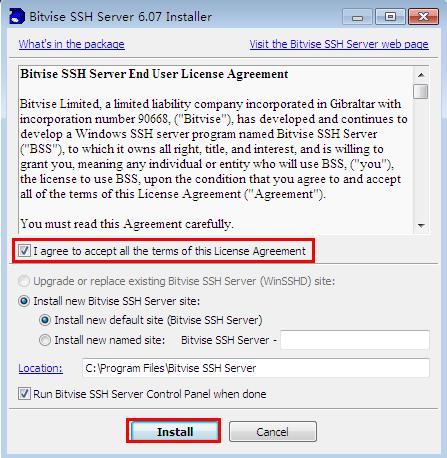 Bitvise SSH Server 6.07 Installer
What's in the package
Visit the Bitvise SSH Server web page
Bitvise SSH Server End User License Agreement
Bitvise Limited, a limited liability company incorporated in Gibraltar with
incorporation number 90668, ("Bitvise"), has developed and continues to
develop a Windows SSH server program named Bitvise SSH Server
("BSS"), to which it owns all right, title, and interest, and is willing to
grant you, meaning any individual or entity who will use BSS, ("you"),
the license to use BSS, upon the condition that you agree to and accept
all of the terms of this License Agreement ("Agreement").
You must read this Agreement carefully.
I agree to accept all the terms of this License Agreement
Upgrade or replace existing Bitvise SSH Server (WinSSHD) site:
Install new Bitvise SSH Server site:
Install new default site (Bitvise SSH Server)
Install new named site: Bitvise SSH Server -
Location: C:\Program Files\Bitvise SSH Server
Run Bitvise SSH Server Control Panel when done
Install
Cancel